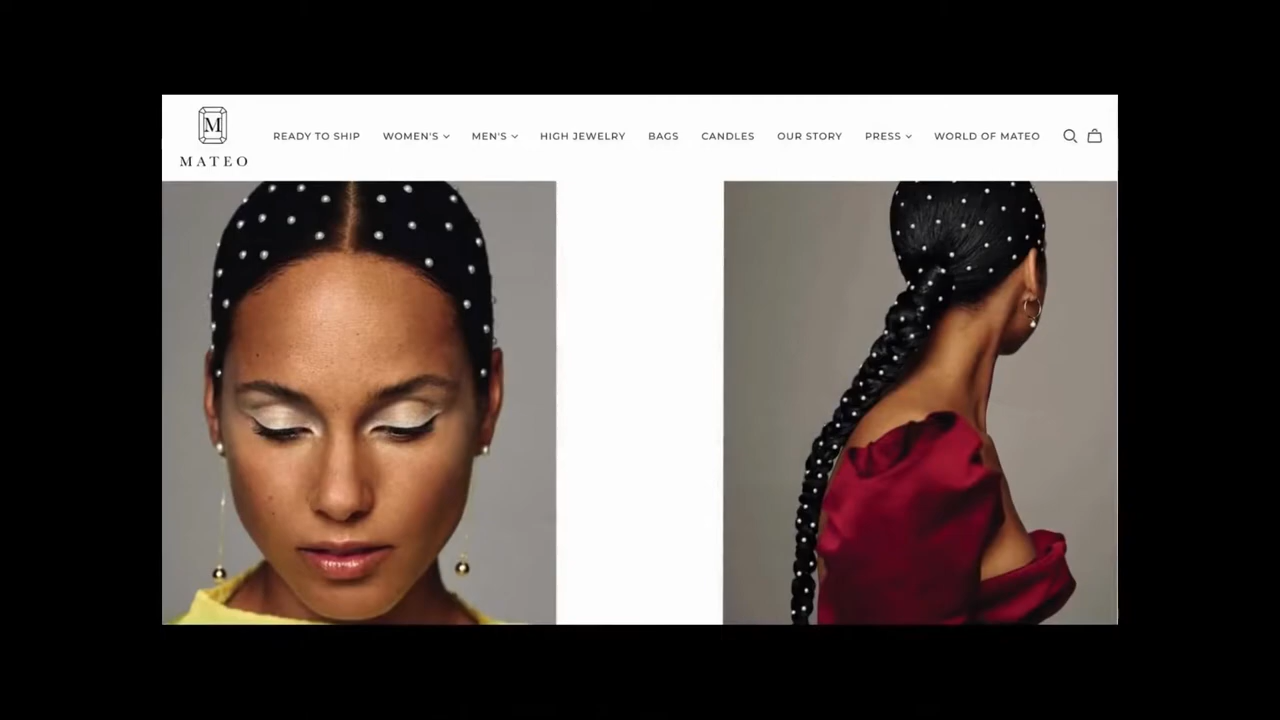 M
MATEO
READY TO SHIP WOMEN'S MEN'S HIGH JEWELRY BAGS CANDLES OUR STORY PRESS WORLD OF MATEO